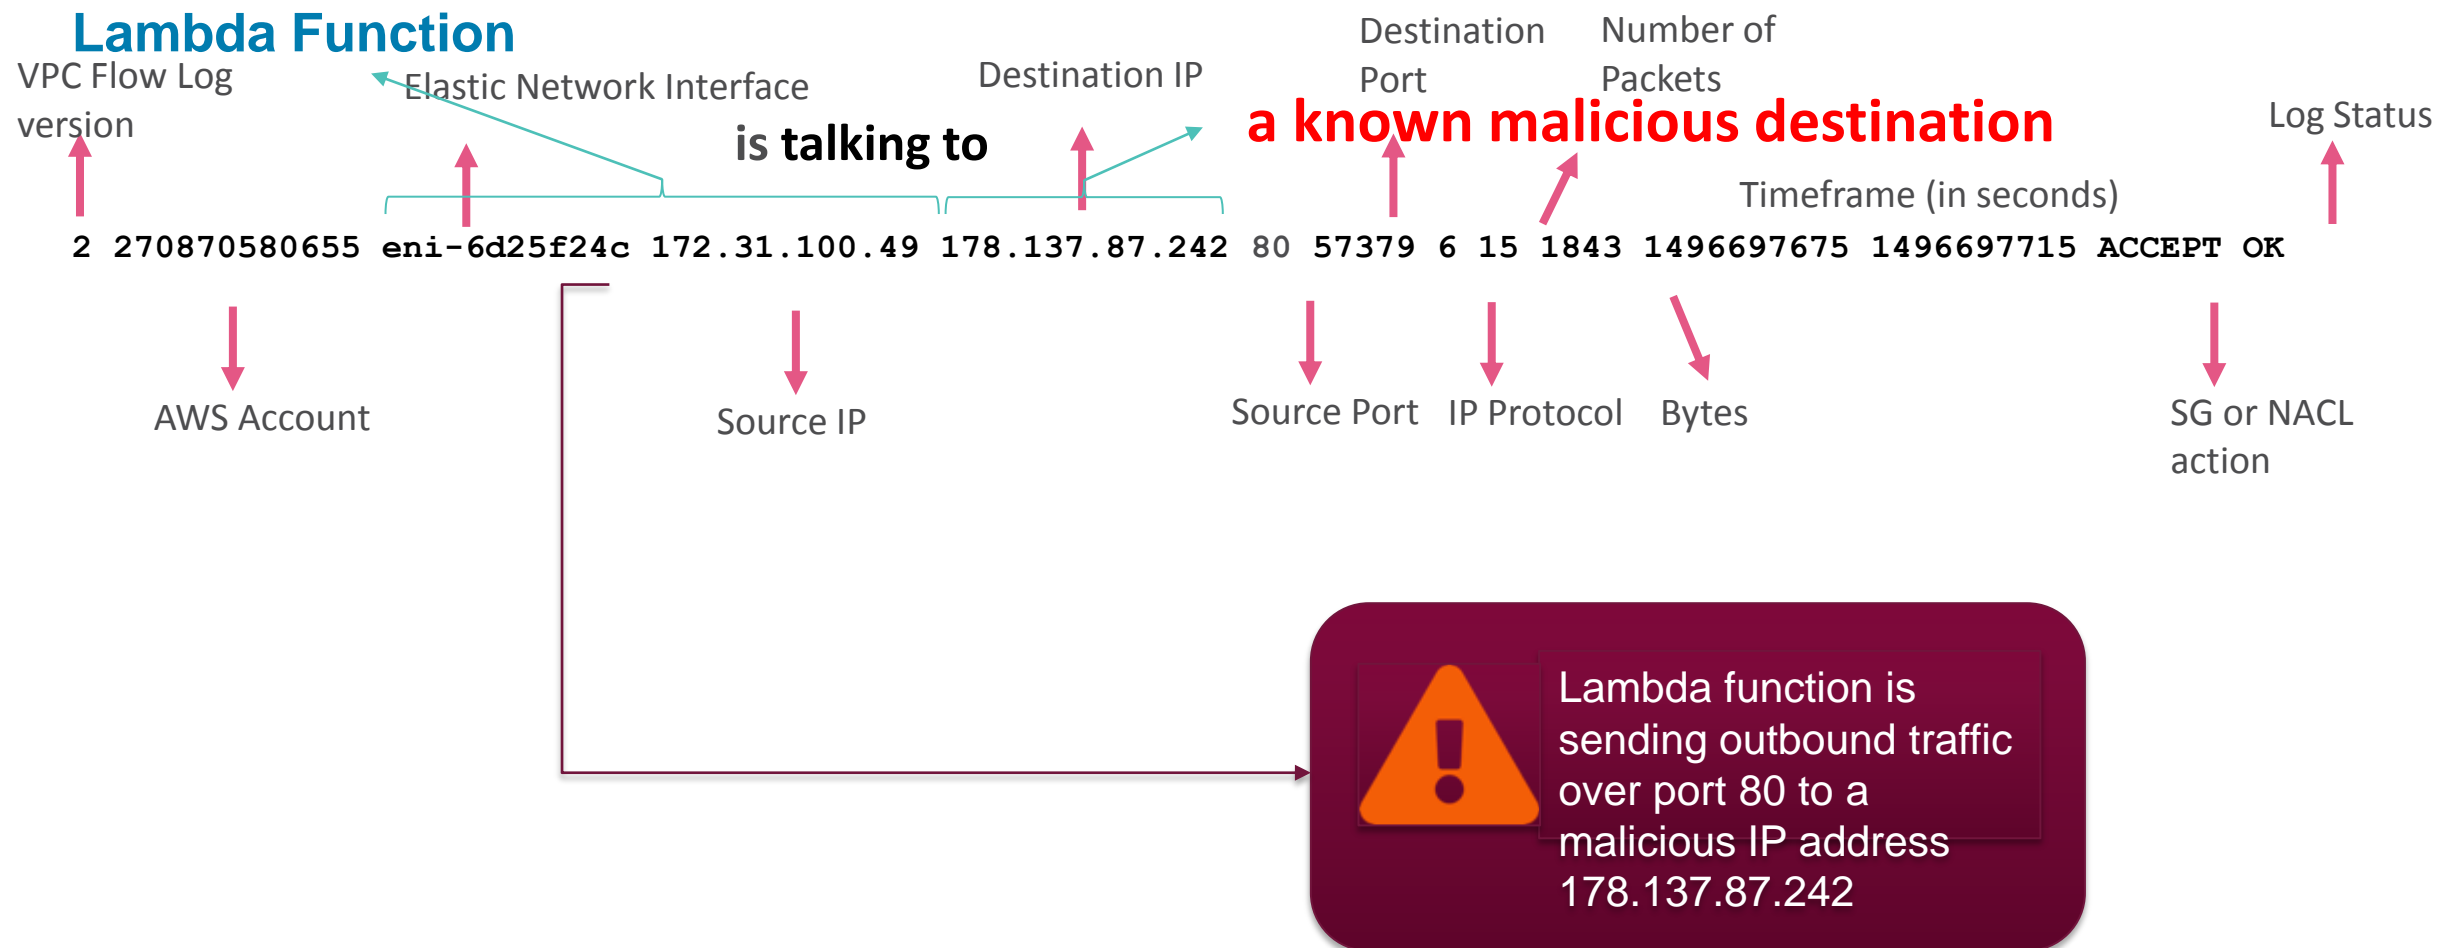 Lambda Function
VPC Flow Log
version
Elastic Network Interface
is talking to
Destination IP
Destination
Port
Number of
Packets
a known malicious destination
Log Status
Timeframe (in seconds)
2 270870580655 eni-6d25f24c 172.31.100.49 178.137.87.242 80 57379 6 15 1843 1496697675 1496697715 ACCEPT OK
AWS Account
Source IP
Source Port
IP Protocol
Bytes
SG or NACL
action
Lambda function is
sending outbound traffic
over port 80 to a
malicious IP address
178.137.87.242